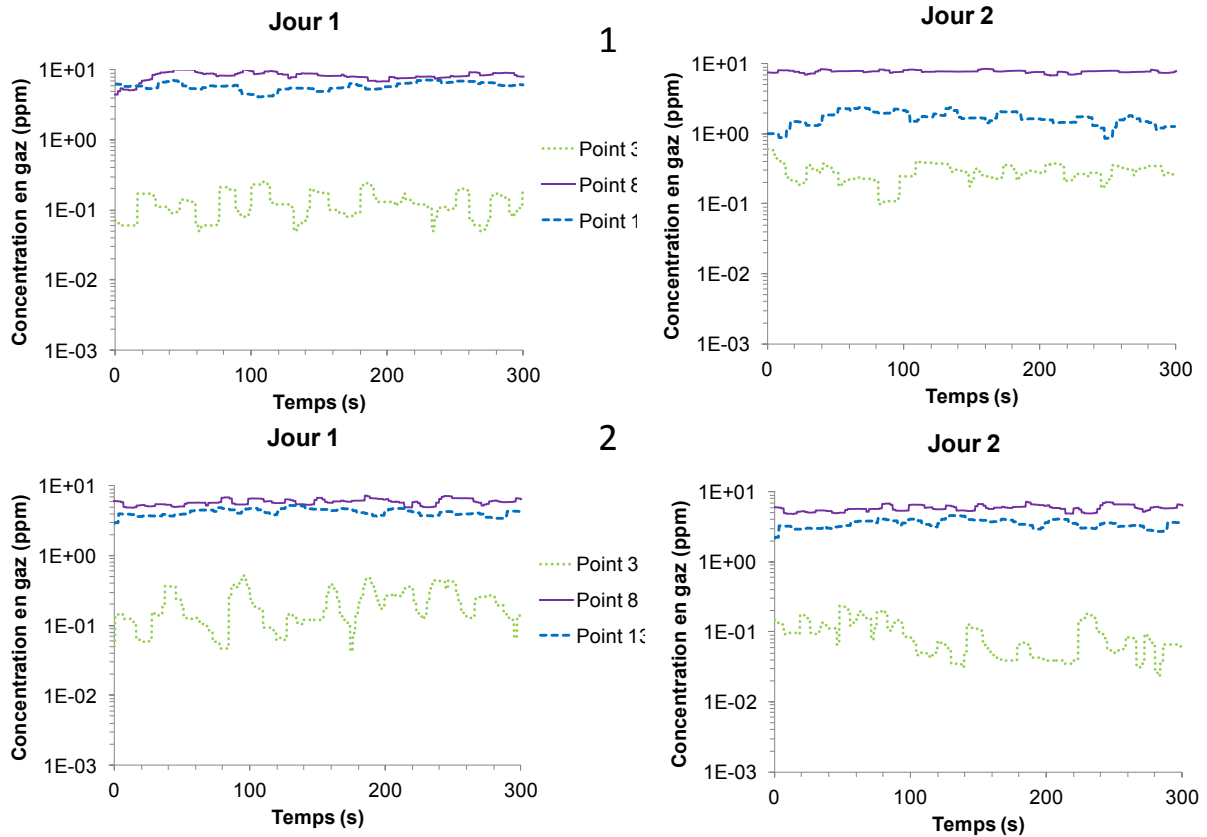 Jour 1
1
Jour 2
Concentration en gaz (ppm)
1E+01
1E+00
1E-01
1E-02
1E-03
0
100
200
300
Temps (s)
Point 3
Point 8
Point 1
Concentration en gaz (ppm)
1E+01
1E+00
1E-01
1E-02
1E-03
0
100
200
300
Temps (s)
Jour 1
2
Jour 2
Concentration en gaz (ppm)
1E+01
1E+00
1E-01
1E-02
1E-03
0
100
200
300
Temps (s)
Point 3
Point 8
Point 13
Concentration en gaz (ppm)
1E+01
1E+00
1E-01
1E-02
1E-03
0
100
200
300
Temps (s)